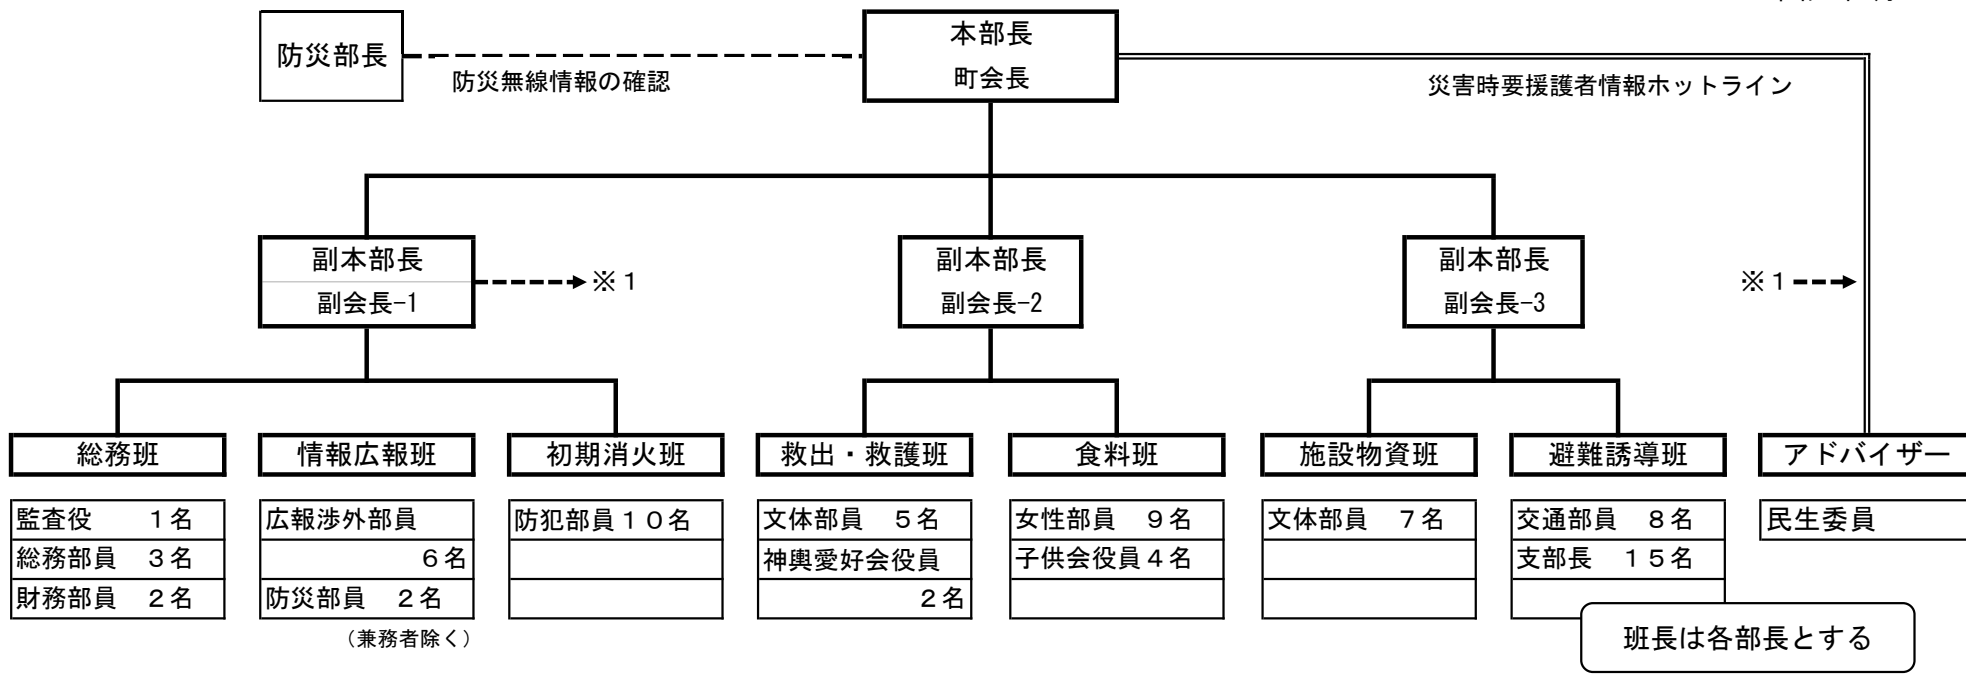 防災部長
本部長
町会長
防災無線情報の確認
災害時要援護者情報ホットライン
副本部長
副会長-1
※１
副本部長
副会長-2
副本部長
副会長-3
※１
総務班
情報広報班
初期消火班
救出・救護班
食料班
施設物資班
避難誘導班
アドバイザー
監査役　１名
総務部員　３名
財務部員　２名
広報渉外部員
６名
防災部員　２名
（兼務者除く）
防犯部員１０名
文体部員　５名
神輿愛好会役員
２名
女性部員　９名
子供会役員４名
文体部員　７名
交通部員　８名
支部長　１５名
民生委員
班長は各部長とする